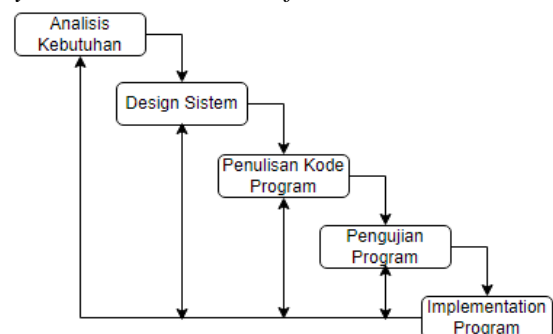 Analisis
Kebutuhan
Design Sistem
Penulisan Kode
Program
Pengujian
Program
Implementation
Program